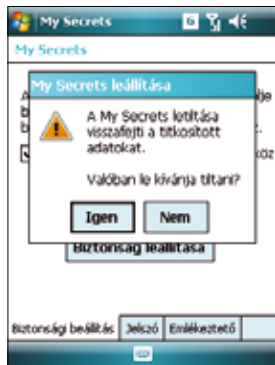 My Secrets
My Secrets
My Secrets leállítása
A My Secrets letiltása
visszafejti a titkosított
adatokat.
Valóban le kívánja tiltani?
Igen Nem
Biztonság leállítása
Biztonsági beállítás Jelszó Emlékeztető